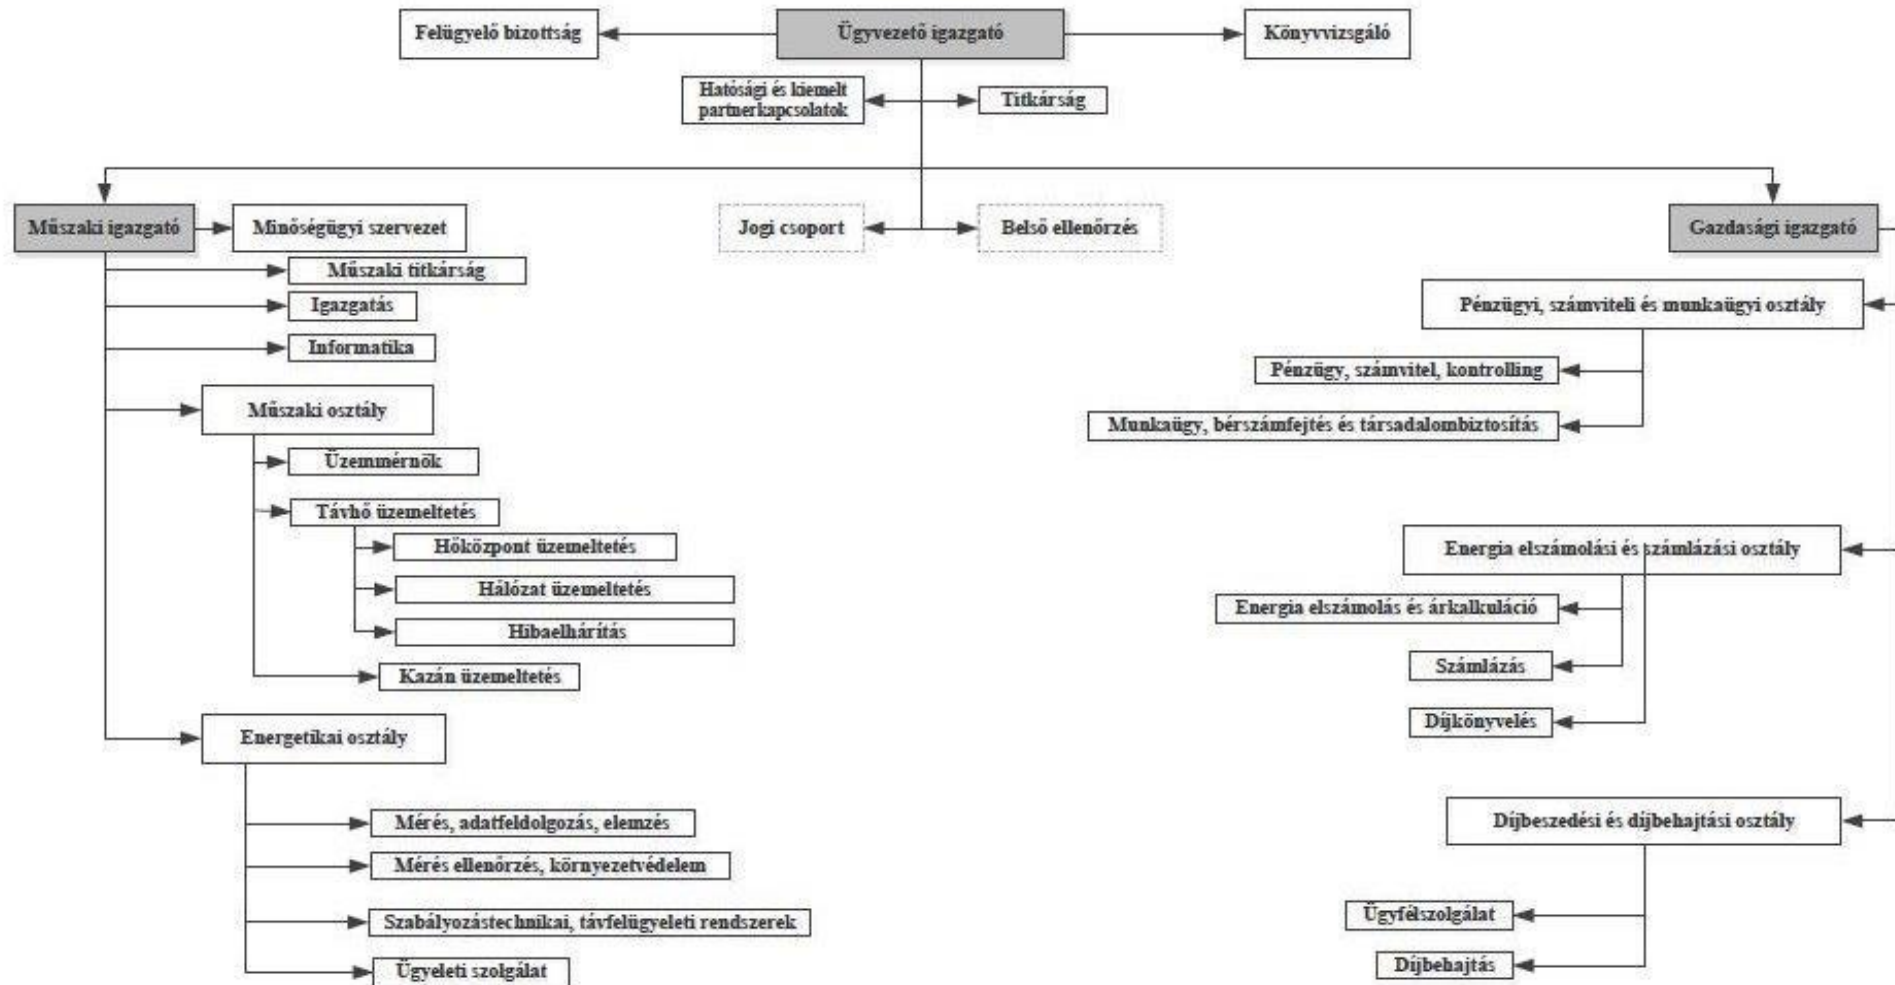 Felügyelő bizottság
Ügyvezető igazgató
Könyvvizsgáló
Hatósági és kiemelt
partnerkapcsolatok
Titkárság
Műszaki igazgató
Minőségügyi szervezet
Jogi csoport
Belső ellenőrzés
Gazdasági igazgató
Műszaki titkárság
Igazgatás
Informatika
Műszaki osztály
Üzemmérnök
Távhő üzemeltetés
Hőközpont üzemeltetés
Hálózat üzemeltetés
Hibaelhárítás
Kazán üzemeltetés
Energetikai osztály
Mérés, adatfeldolgozás, elemzés
Mérés ellenőrzés, környezetvédelem
Szabályozástechnikai, távfelügyeleti rendszerek
Ügyeleti szolgálat
Pénzügyi, számviteli és munkaügyi osztály
Pénzügy, számvitel, kontrolling
Munkaügy, bérszámfejtés és társadalombiztosítás
Energia elszámolási és számlázási osztály
Energia elszámolás és árkalkuláció
Számlázás
Díjkönyvelés
Díjbeszedési és díjbehajtási osztály
Ügyfélszolgálat
Díjbehajtás